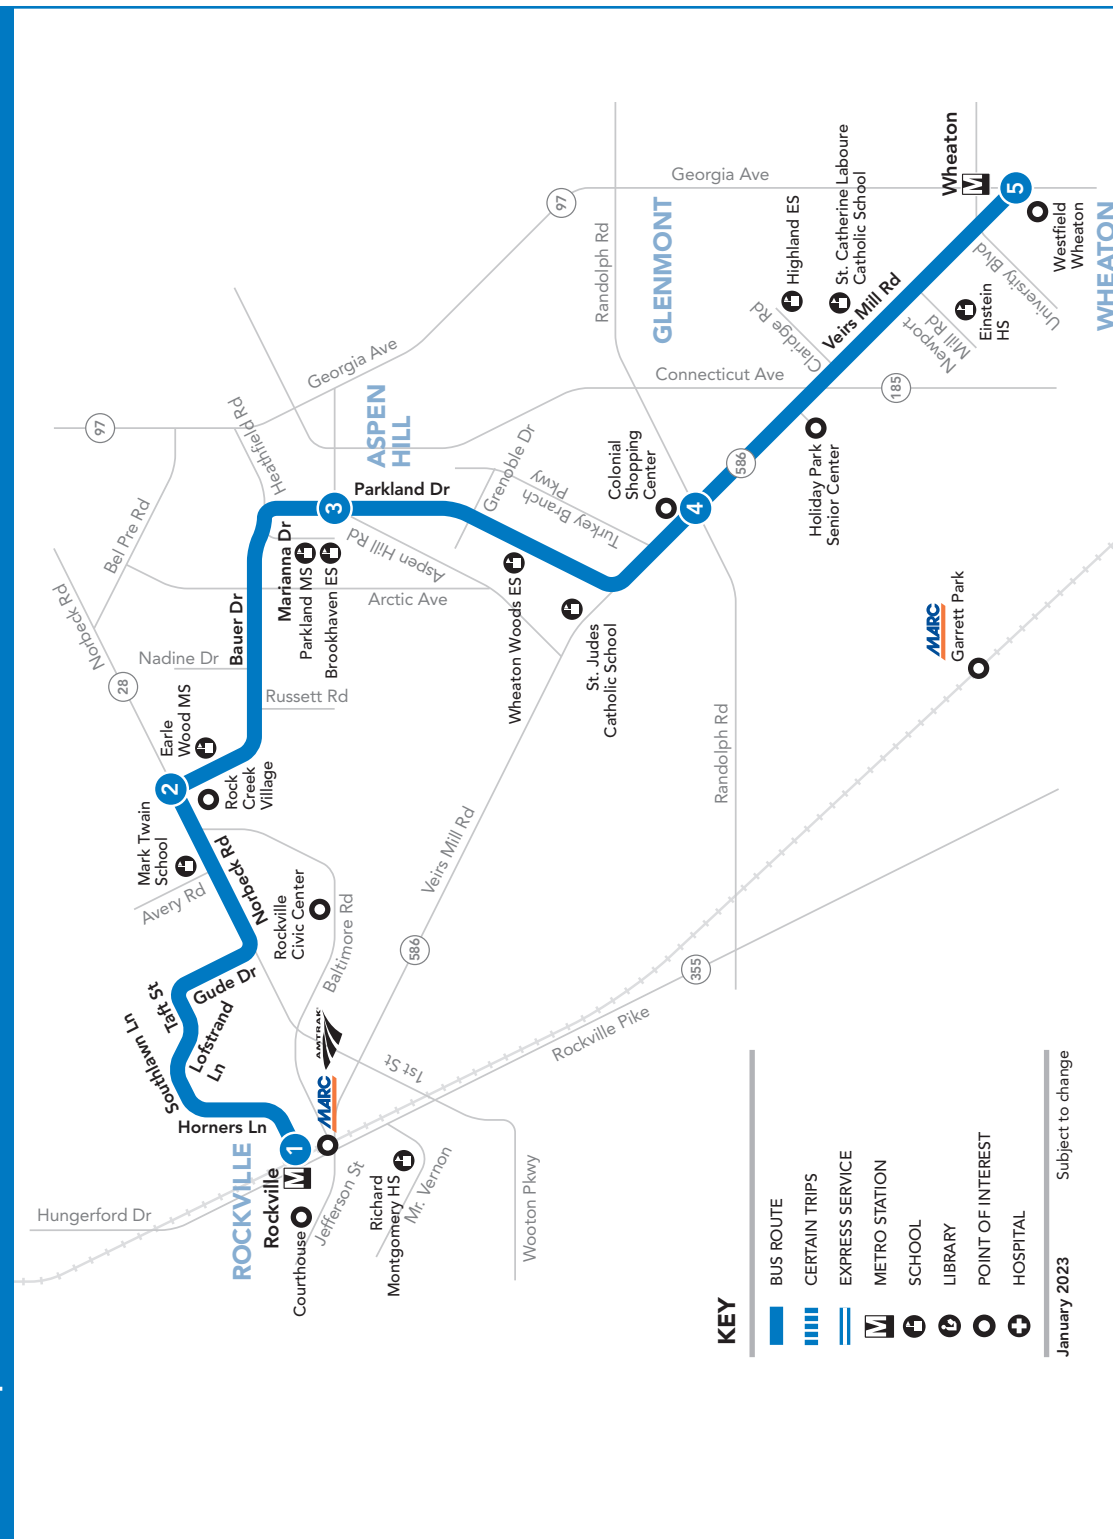 Hungerford Dr
ROCKVILLE
Rockville
Courthouse
1
MARC
AMTRAK
Jefferson St
Richard
Montgomery HS
Mr. Vernon
Wooton Pkwy
1st St
Rockville Pike
355
Horners Ln
Southlawn Ln
Lofstrand
Ln
Taft St
Gude Dr
Norbeck Rd
Avery Rd
Mark Twain
School
Rockville
Civic Center
Baltimore Rd
586
Veirs Mill Rd
2
Earle
Wood MS
Rock
Creek
Village
28
Norbeck Rd
Nadine Dr
Bauer Dr
Russett Rd
Bel Pre Rd
97
Heathfield Rd
Marianna Dr
Parkland MS
Brookhaven ES
Arctic Ave
Aspen Hill Rd
3
Parkland Dr
ASPEN
HILL
Georgia Ave
97
Grenoble Dr
Turkey Branch
Pkwy
Wheaton Woods ES
St. Judes
Catholic School
Colonial
Shopping
Center
4
Randolph Rd
Randolph Rd
586
GLENMONT
Georgia Ave
Connecticut Ave
185
Holiday Park
Senior Center
Claridge Rd
Highland ES
St. Catherine Laboure
Catholic School
Veirs Mill Rd
Newport
Mill Rd
Einstein
HS
University Blvd
Wheaton
5
Westfield
Wheaton
WHEATON
MARC
Garrett Park
KEY
BUS ROUTE
CERTAIN TRIPS
EXPRESS SERVICE
M METRO STATION
SCHOOL
LIBRARY
POINT OF INTEREST
HOSPITAL
January 2023
Subject to change